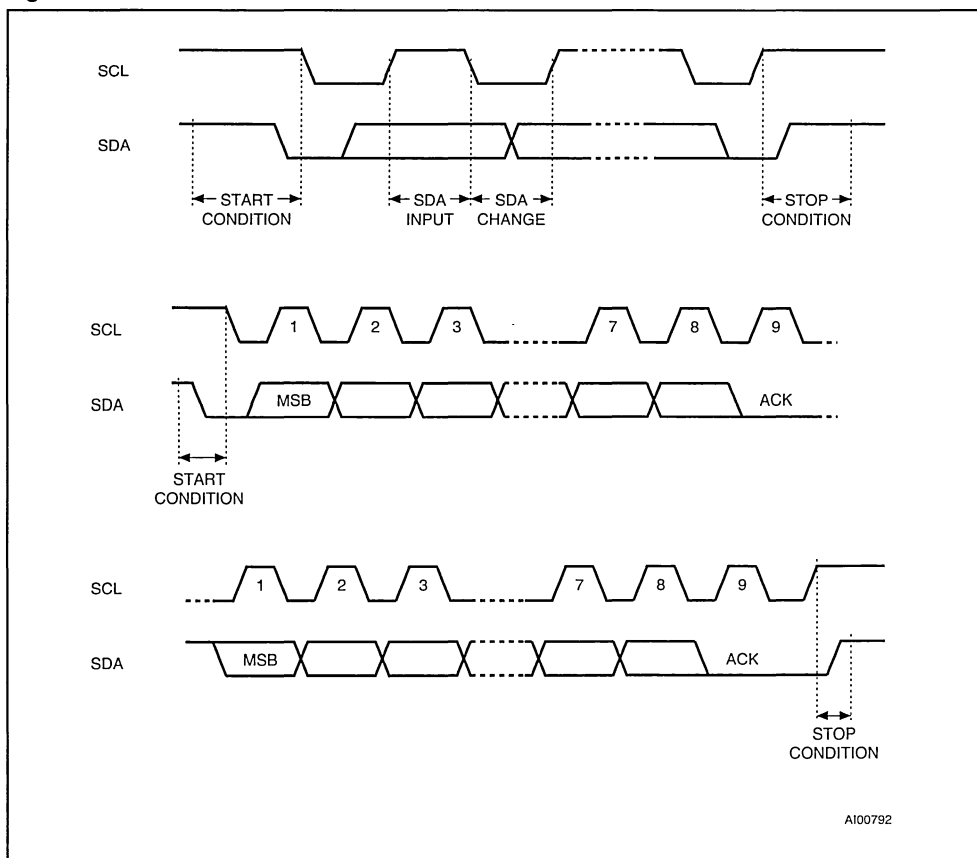 SCL
SDA
START CONDITION
SDA INPUT
SDA CHANGE
STOP CONDITION
SCL
1 2 3 7 8 9
SDA
MSB
ACK
START CONDITION
SCL
1 2 3 7 8 9
SDA
MSB
ACK
STOP CONDITION
AI00792